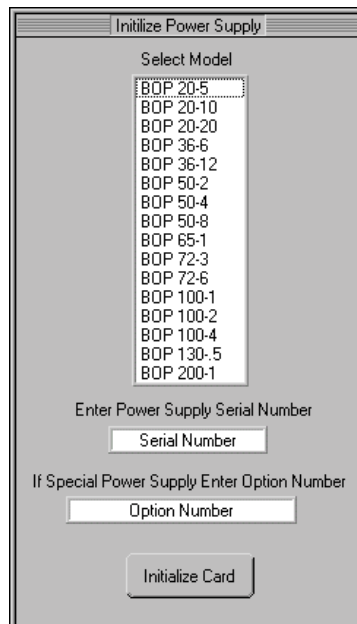 Initilize Power Supply
Select Model
BOP 20-5
BOP 20-10
BOP 20-20
BOP 36-6
BOP 36-12
BOP 50-2
BOP 50-4
BOP 50-8
BOP 65-1
BOP 72-3
BOP 72-6
BOP 100-1
BOP 100-2
BOP 100-4
BOP 130-.5
BOP 200-1
Enter Power Supply Serial Number
Serial Number
If Special Power Supply Enter Option Number
Option Number
Initialize Card